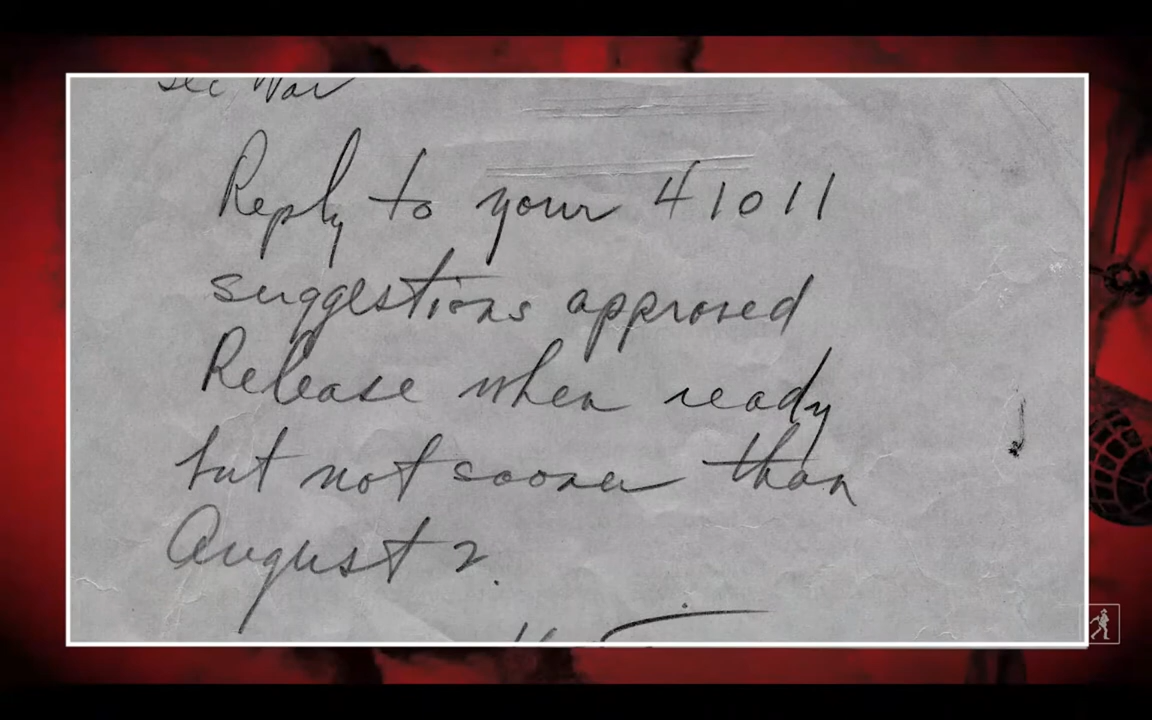 Sec War
Reply to your 41011
suggestions approved
Release when ready
but not sooner than
August 2.